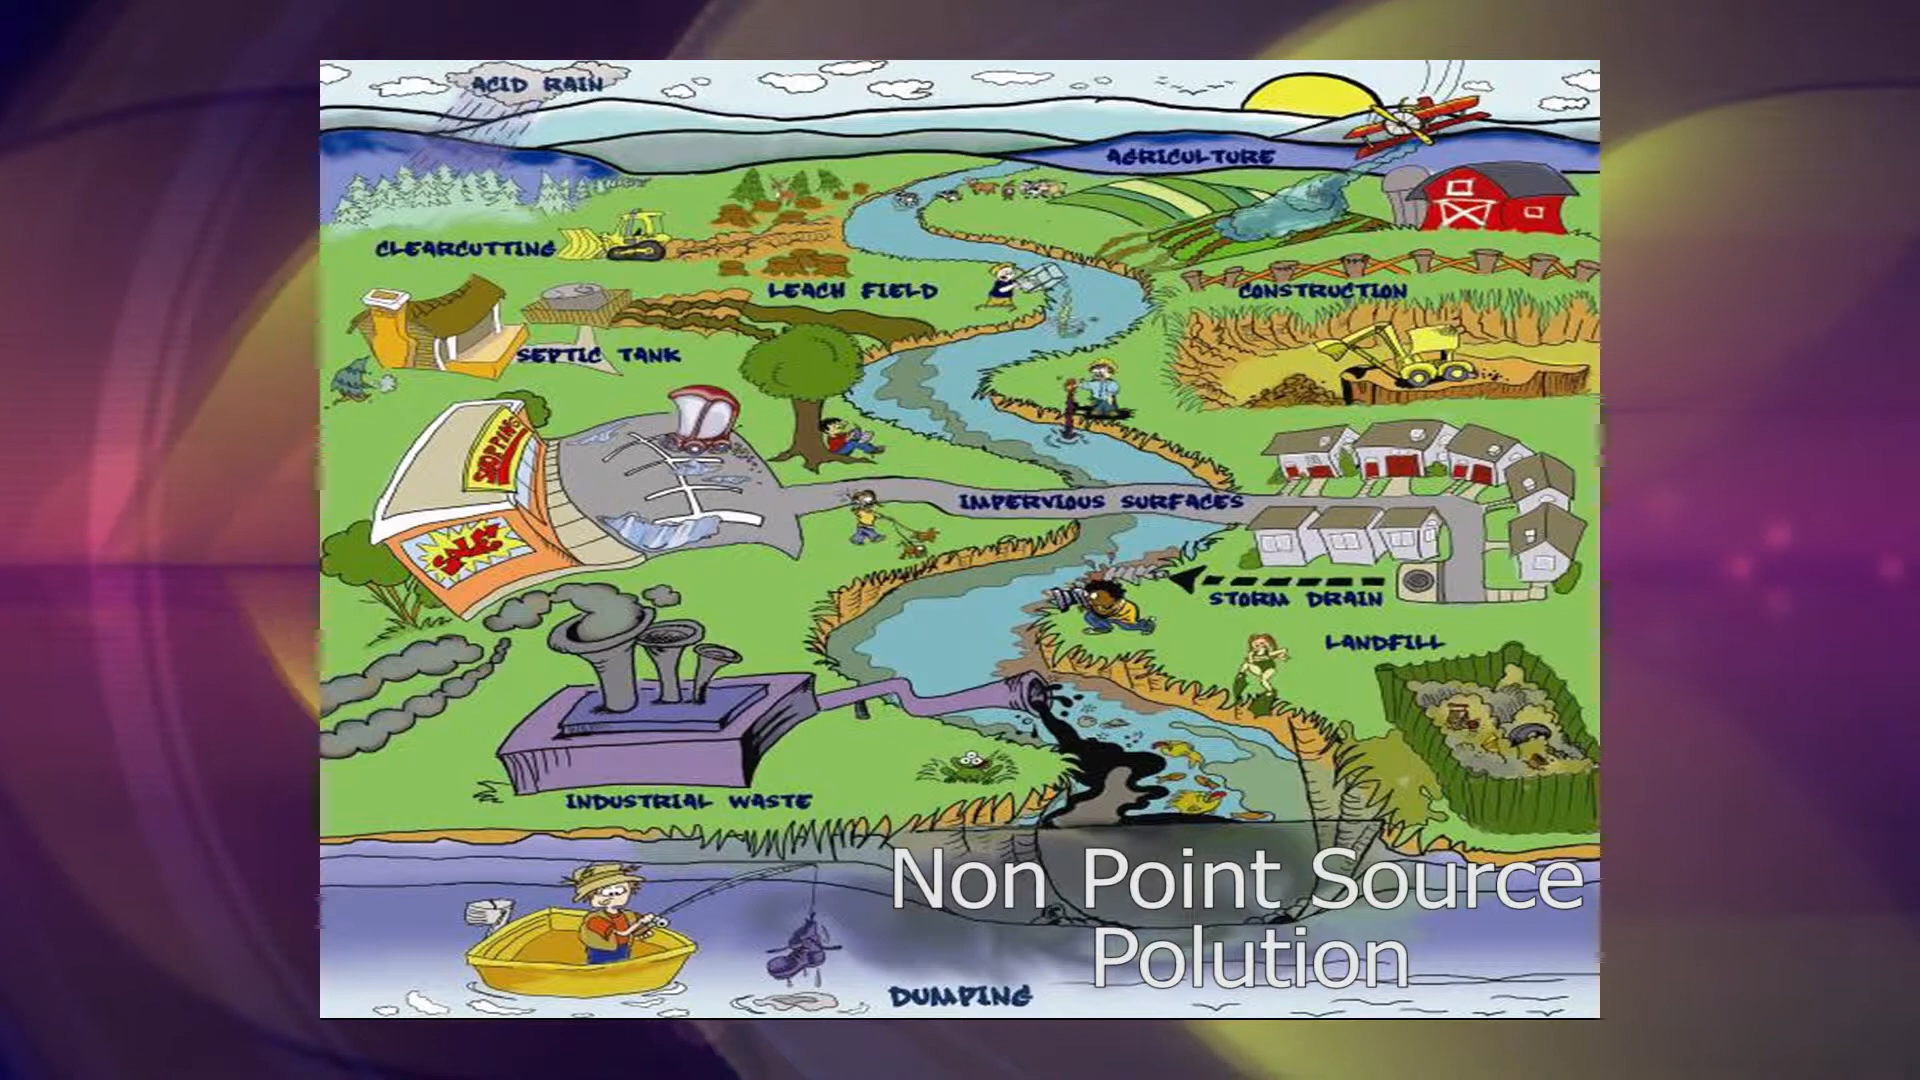 ACID RAIN
AGRICULTURE
CLEARCUTTING
LEACH FIELD
CONSTRUCTION
SEPTIC TANK
SHOPPING
IMPERVIOUS SURFACES
SALE
STORM DRAIN
LANDFILL
INDUSTRIAL WASTE
Non Point Source
Polution
DUMPING